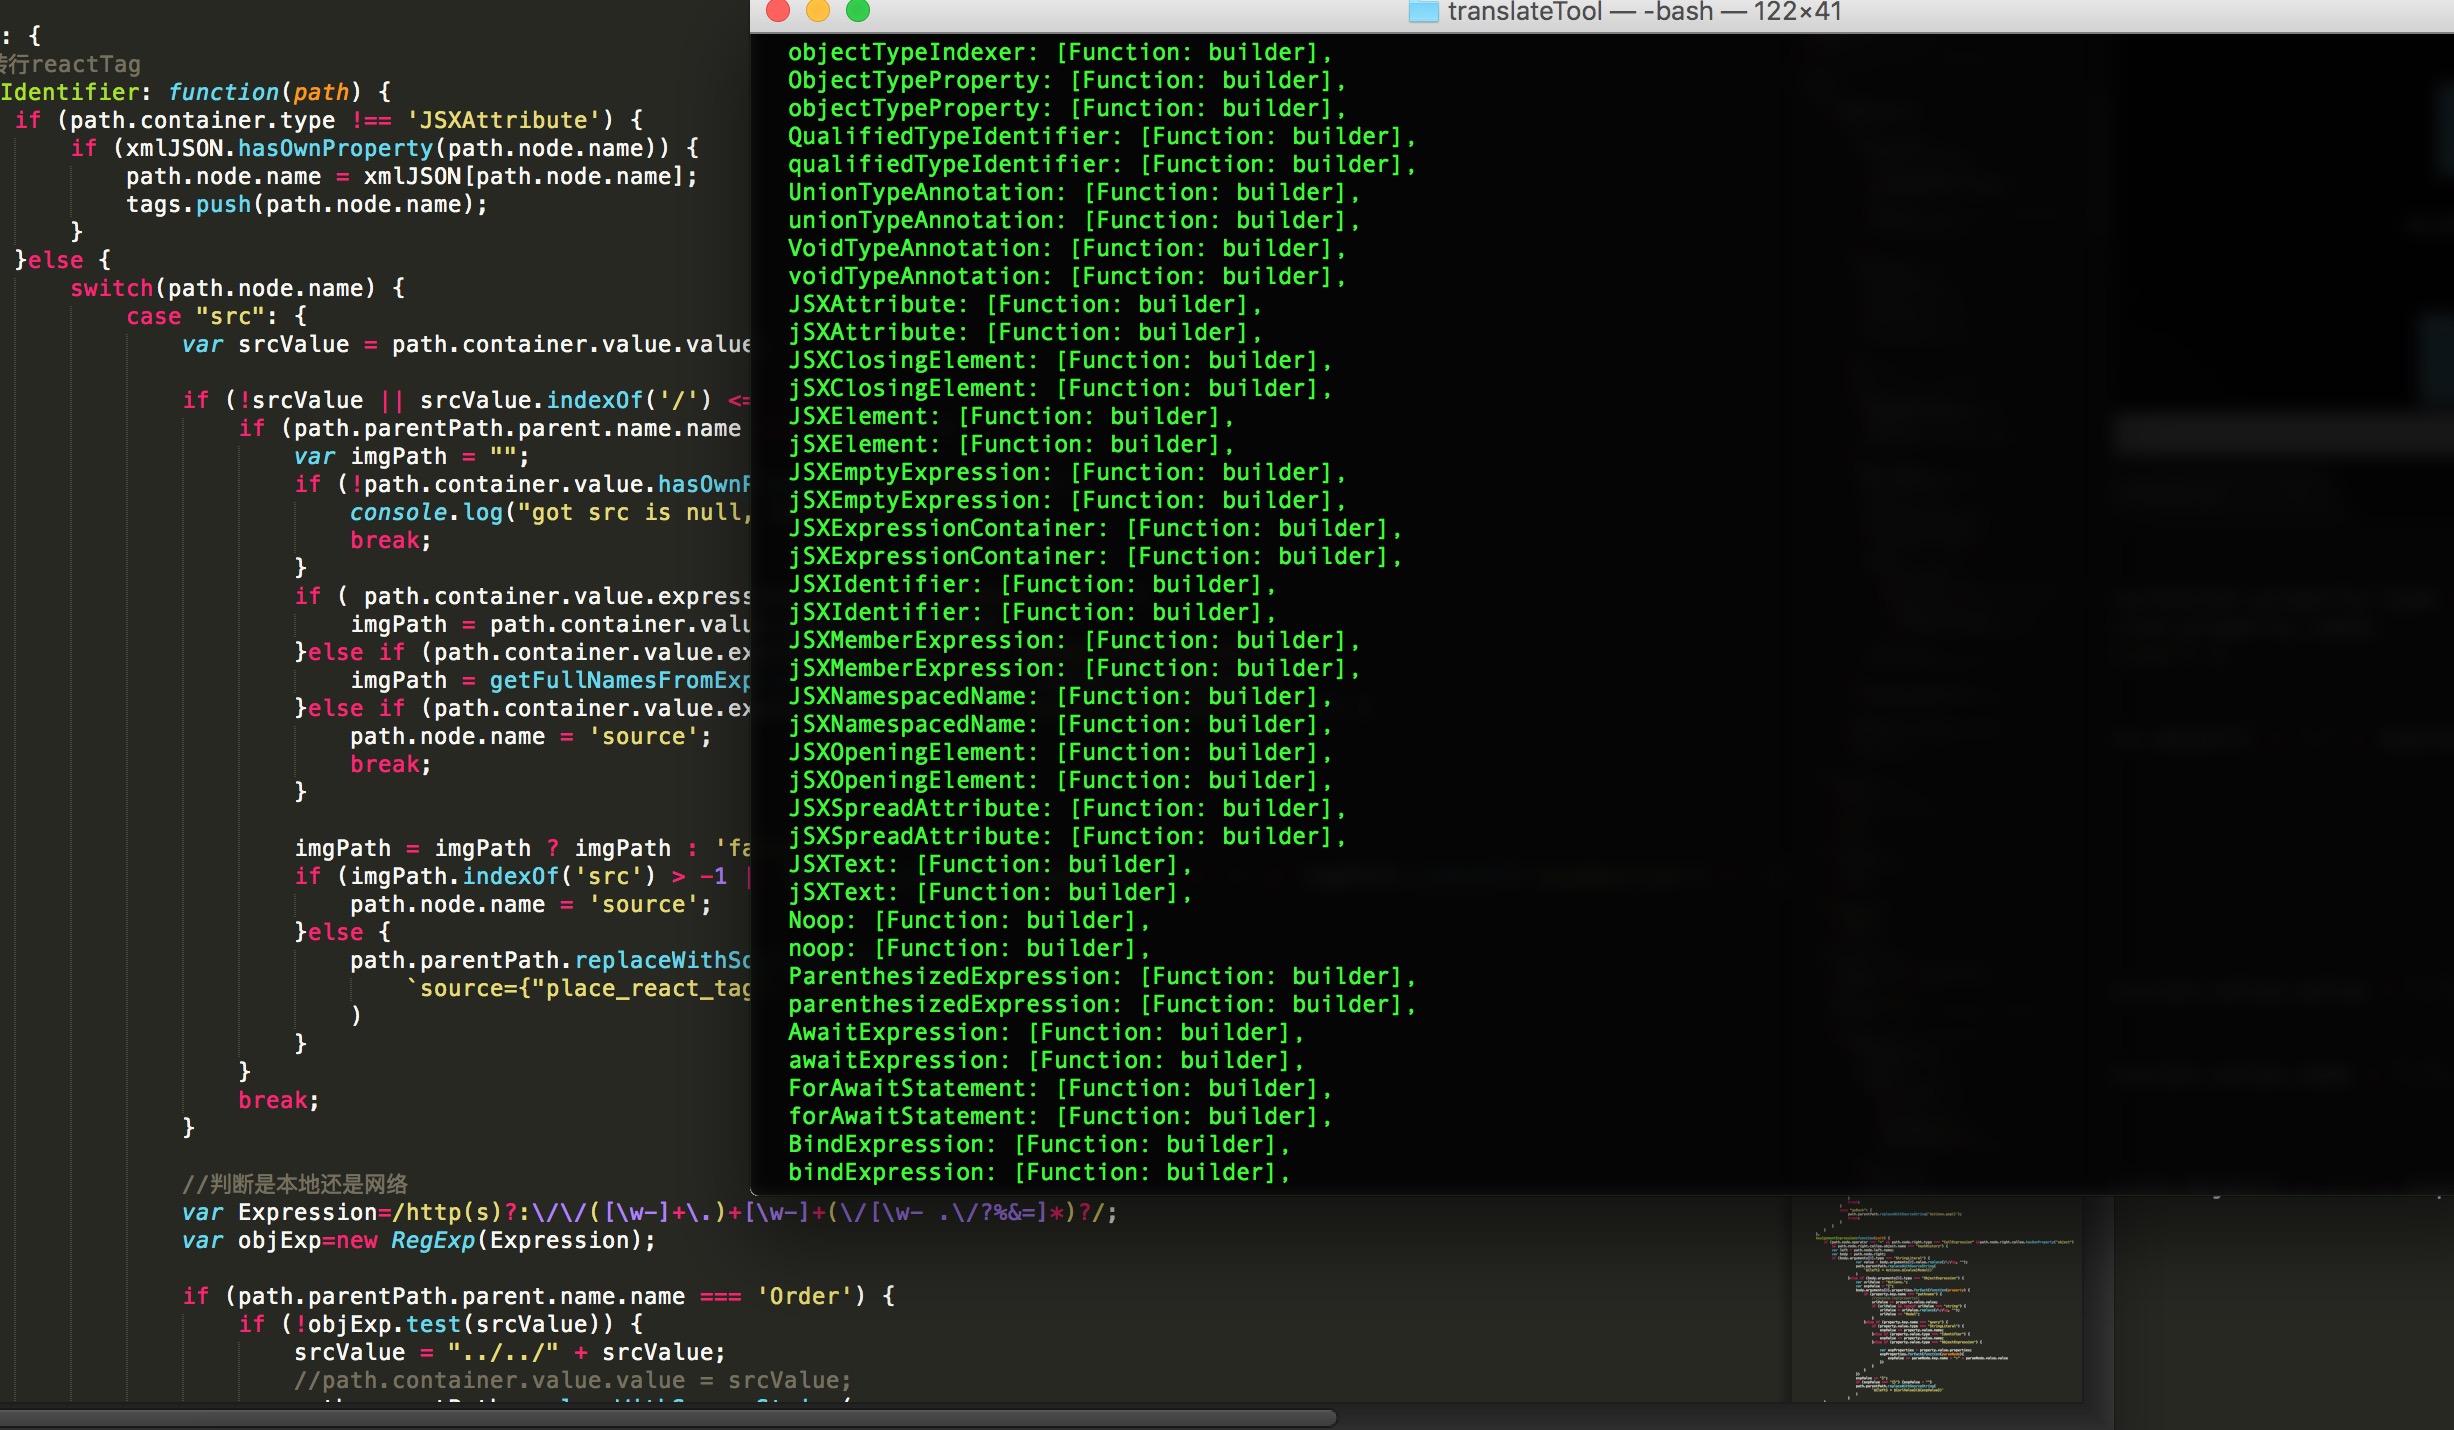 : {
行reactTag
Identifier: function(path) {
if (path.container.type !== 'JSXAttribute') {
if (xmlJSON.hasOwnProperty(path.node.name)) {
path.node.name = xmlJSON[path.node.name];
tags.push(path.node.name);
}
}else {
switch(path.node.name) {
case "src": {
var srcValue = path.container.value.value
if (!srcValue || srcValue.indexOf('/') <=
if (path.parentPath.parent.name.name
var imgPath = "";
if (!path.container.value.hasOwn
console.log("got src is null,
break;
}
if ( path.container.value.express
imgPath = path.container.valu
}else if (path.container.value.ex
imgPath = getFullNamesFromExp
}else if (path.container.value.ex
path.node.name = 'source';
break;
}
imgPath = imgPath ? imgPath : 'fa
if (imgPath.indexOf('src') > -1 |
path.node.name = 'source';
}else {
path.parentPath.replaceWithSo
`source={"place_react_tag
)
}
}
break;
}
//判断是本地还是网络
var Expression=/http(s)?:\/\/([\w-]+\.)+[\w-]+(\/[\w- .\/?%&=]*)?/;
var objExp=new RegExp(Expression);
if (path.parentPath.parent.name.name === 'Order') {
if (!objExp.test(srcValue)) {
srcValue = "../../" + srcValue;
//path.container.value.value = srcValue;
translateTool — -bash — 122×41
objectTypeIndexer: [Function: builder],
ObjectTypeProperty: [Function: builder],
objectTypeProperty: [Function: builder],
QualifiedTypeIdentifier: [Function: builder],
qualifiedTypeIdentifier: [Function: builder],
UnionTypeAnnotation: [Function: builder],
unionTypeAnnotation: [Function: builder],
VoidTypeAnnotation: [Function: builder],
voidTypeAnnotation: [Function: builder],
JSXAttribute: [Function: builder],
jSXAttribute: [Function: builder],
JSXClosingElement: [Function: builder],
jSXClosingElement: [Function: builder],
JSXElement: [Function: builder],
jSXElement: [Function: builder],
JSXEmptyExpression: [Function: builder],
jSXEmptyExpression: [Function: builder],
JSXExpressionContainer: [Function: builder],
jSXExpressionContainer: [Function: builder],
JSXIdentifier: [Function: builder],
jSXIdentifier: [Function: builder],
JSXMemberExpression: [Function: builder],
jSXMemberExpression: [Function: builder],
JSXNamespacedName: [Function: builder],
jSXNamespacedName: [Function: builder],
JSXOpeningElement: [Function: builder],
jSXOpeningElement: [Function: builder],
JSXSpreadAttribute: [Function: builder],
jSXSpreadAttribute: [Function: builder],
JSXText: [Function: builder],
jSXText: [Function: builder],
Noop: [Function: builder],
noop: [Function: builder],
ParenthesizedExpression: [Function: builder],
parenthesizedExpression: [Function: builder],
AwaitExpression: [Function: builder],
awaitExpression: [Function: builder],
ForAwaitStatement: [Function: builder],
forAwaitStatement: [Function: builder],
BindExpression: [Function: builder],
bindExpression: [Function: builder],